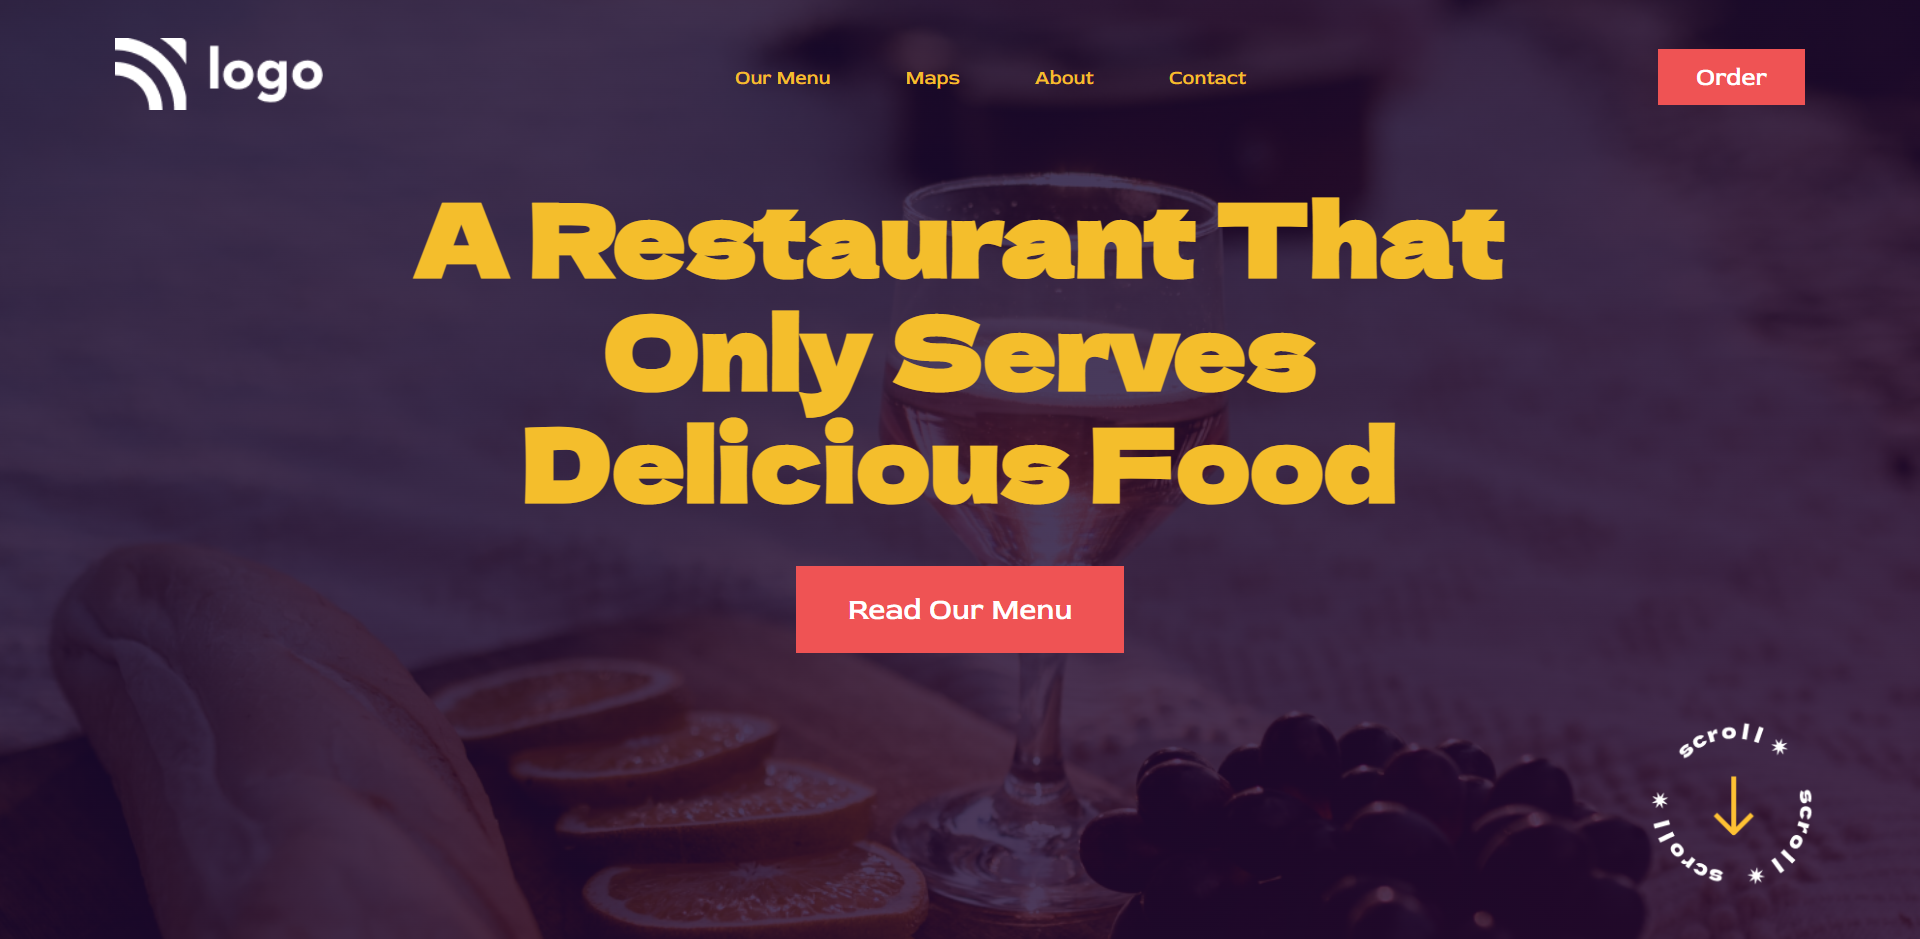 logo
Our Menu
Maps
About
Contact
Order
A Restaurant That
Only Serves
Delicious Food
Read Our Menu
scroll
scroll
scroll